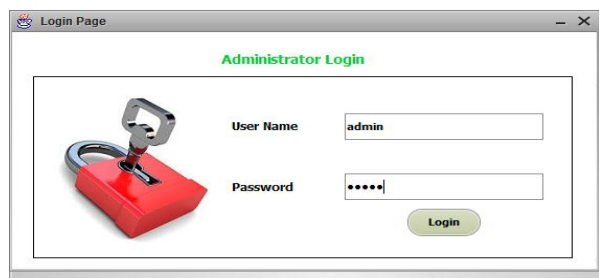 Login Page
Administrator Login
User Name admin
Password •••••
Login